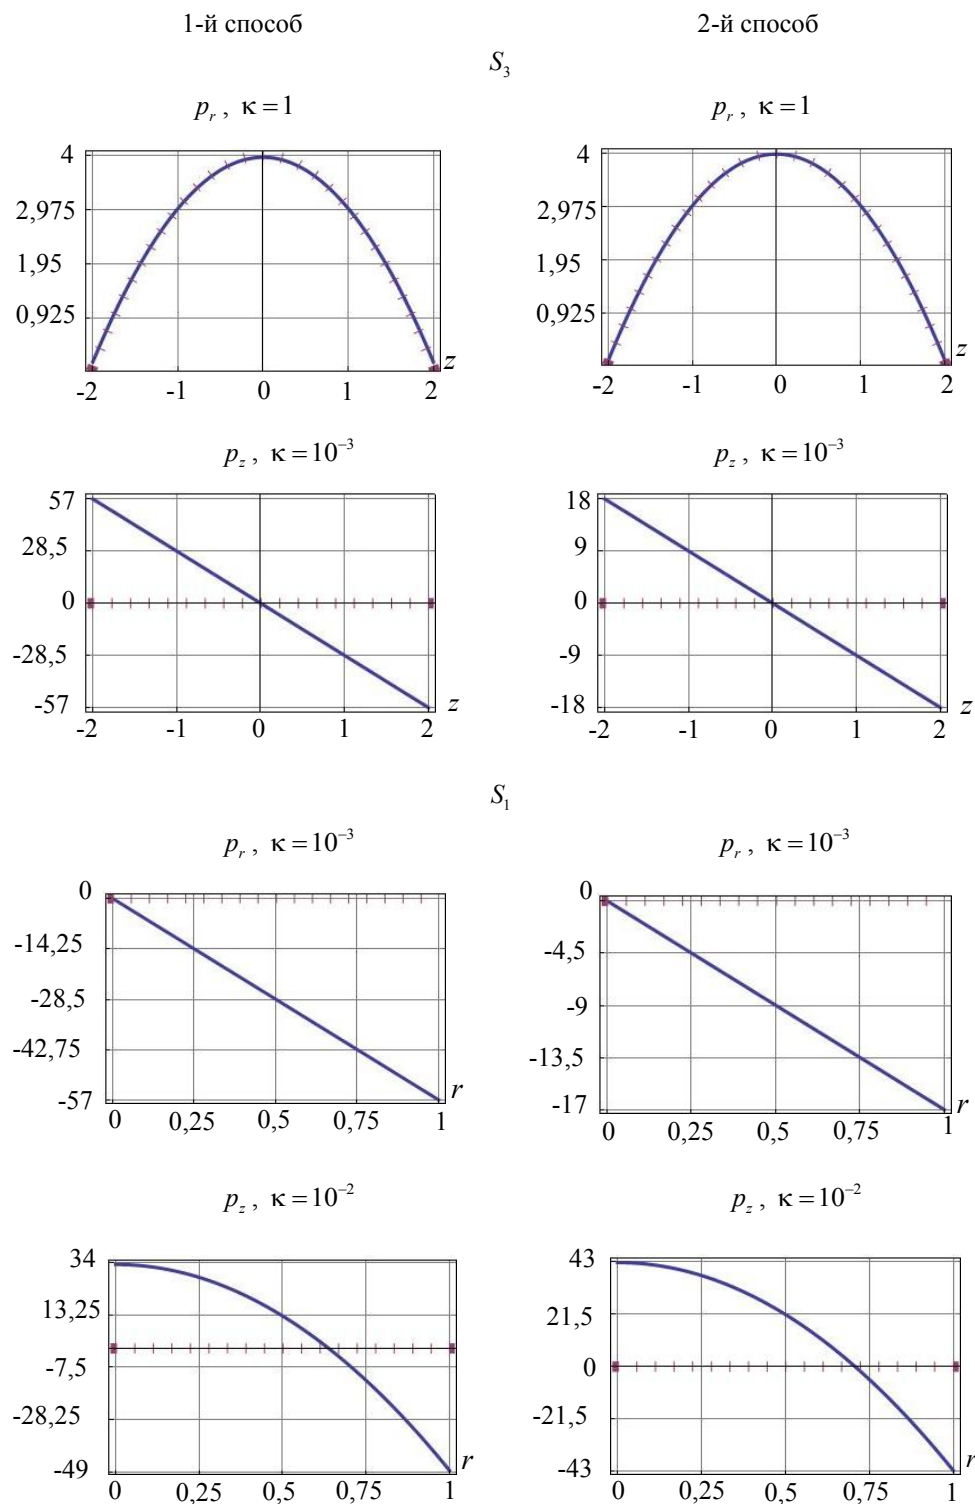 1-й способ 2-й способ
S₃
pᵣ , κ = 1 pᵣ , κ = 1
4
2,975
1,95
0,925
-2 -1 0 1 2 z
4
2,975
1,95
0,925
-2 -1 0 1 2 z
p_z , κ = 10⁻³ p_z , κ = 10⁻³
57
28,5
0
-28,5
-57
-2 -1 0 1 2 z
18
9
0
-9
-18
-2 -1 0 1 2 z
S₁
pᵣ , κ = 10⁻³ pᵣ , κ = 10⁻³
0
-14,25
-28,5
-42,75
-57
0 0,25 0,5 0,75 1 r
0
-4,5
-9
-13,5
-17
0 0,25 0,5 0,75 1 r
p_z , κ = 10⁻² p_z , κ = 10⁻²
34
13,25
-7,5
-28,25
-49
0 0,25 0,5 0,75 1 r
43
21,5
0
-21,5
-43
0 0,25 0,5 0,75 1 r